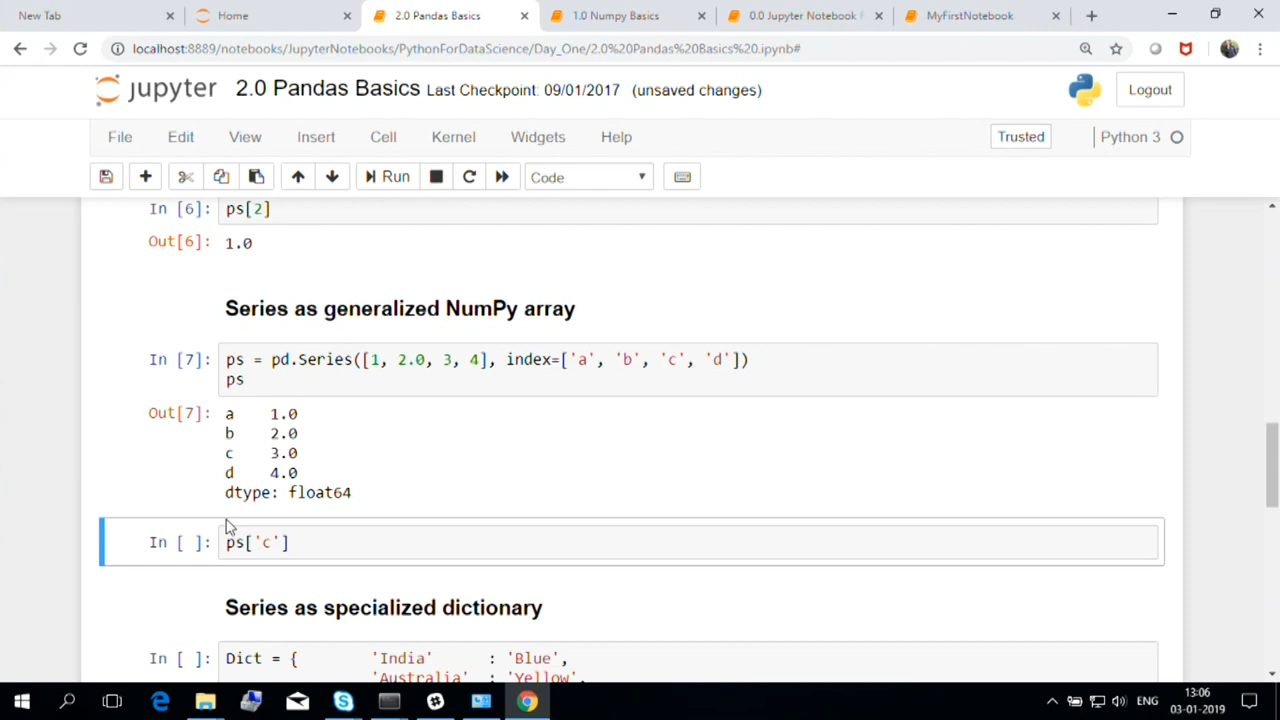 New Tab
Home
2.0 Pandas Basics
1.0 Numpy Basics
0.0 Jupyter Notebook
MyFirstNotebook
localhost:8889/notebooks/JupyterNotebooks/PythonForDataScience/Day_One/2.0%20Pandas%20Basics%20.ipynb#
jupyter 2.0 Pandas Basics Last Checkpoint: 09/01/2017 (unsaved changes)
Logout
File Edit View Insert Cell Kernel Widgets Help Trusted Python 3
Run Code
In [6]: ps[2]
Out[6]: 1.0
Series as generalized NumPy array
In [7]: ps = pd.Series([1, 2.0, 3, 4], index=['a', 'b', 'c', 'd'])
ps
Out[7]: a 1.0
b 2.0
c 3.0
d 4.0
dtype: float64
In [ ]: ps['c']
Series as specialized dictionary
In [ ]: Dict = { 'India' : 'Blue',
'Australia' : 'Yellow',
ENG
13:06
03-01-2019